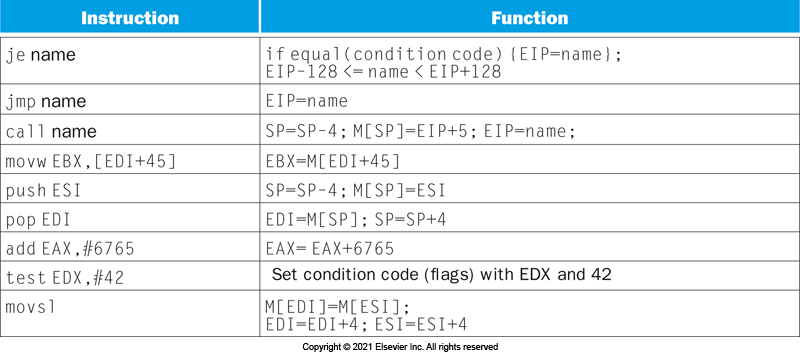 Instruction Function
je name if equal(condition code) {EIP=name};
EIP-128 <= name < EIP+128
jmp name EIP=name
call name SP=SP-4; M[SP]=EIP+5; EIP=name;
movw EBX,[EDI+45] EBX=M[EDI+45]
push ESI SP=SP-4; M[SP]=ESI
pop EDI EDI=M[SP]; SP=SP+4
add EAX,#6765 EAX= EAX+6765
test EDX,#42 Set condition code (flags) with EDX and 42
movsl M[EDI]=M[ESI];
EDI=EDI+4; ESI=ESI+4
Copyright © 2021 Elsevier Inc. All rights reserved